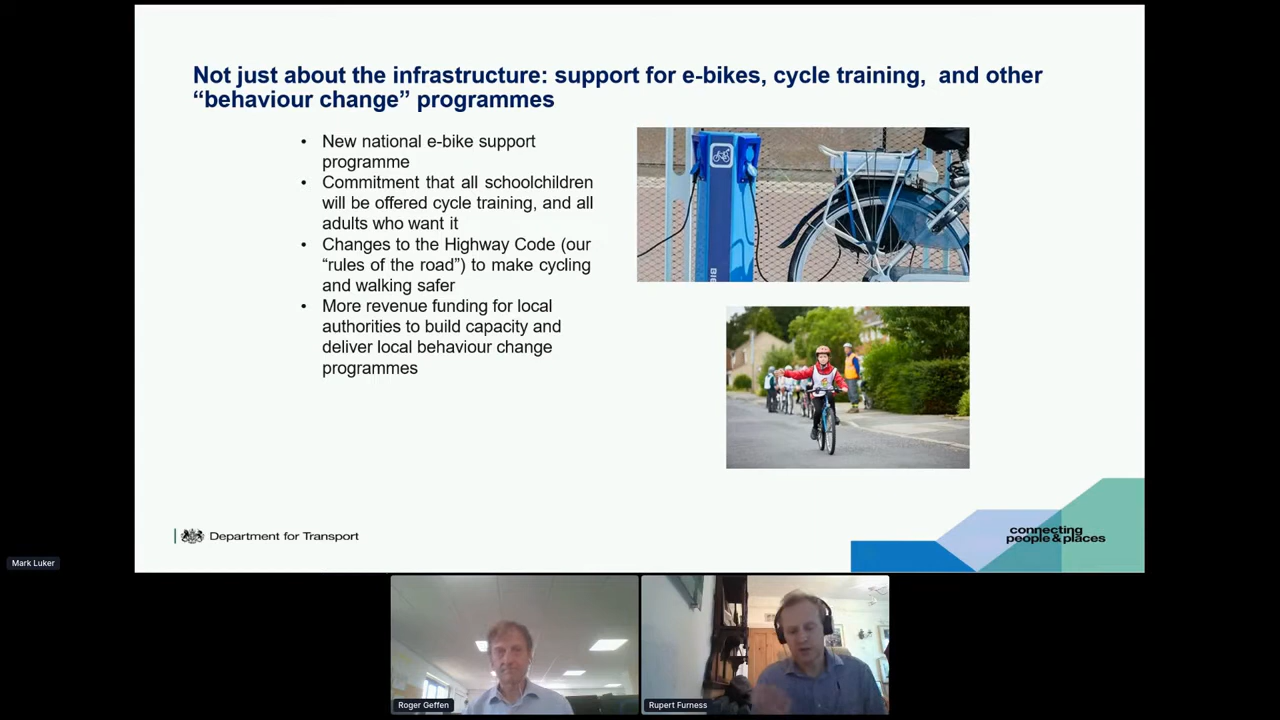 Not just about the infrastructure: support for e-bikes, cycle training, and other
“behaviour change” programmes
• New national e-bike support
programme
• Commitment that all schoolchildren
will be offered cycle training, and all
adults who want it
• Changes to the Highway Code (our
“rules of the road”) to make cycling
and walking safer
• More revenue funding for local
authorities to build capacity and
deliver local behaviour change
programmes
BIE
Department for Transport
connecting
people & places
Mark Luker
Roger Geffen
Rupert Furness